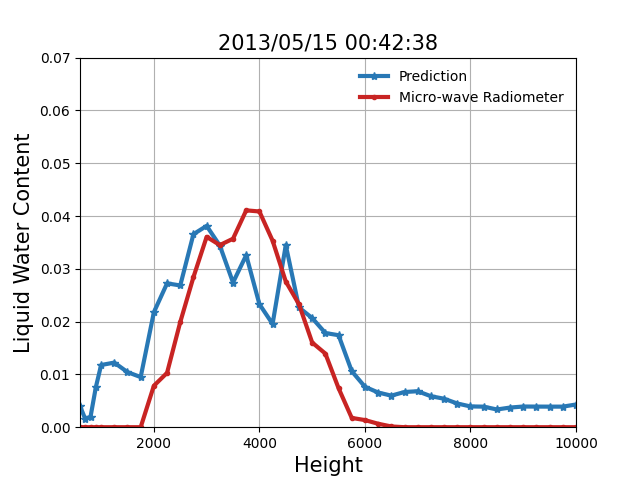 2013/05/15 00:42:38
Prediction
Micro-wave Radiometer
Liquid Water Content
0.07
0.06
0.05
0.04
0.03
0.02
0.01
0.00
2000 4000 6000 8000 10000
Height